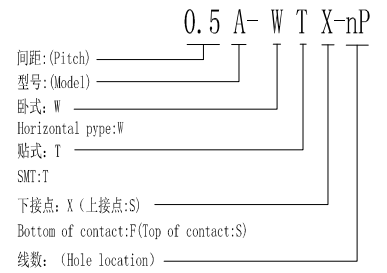 0.5 A- W T X-nP
间距:(Pitch)
型号:(Model)
卧式: W
Horizontal pype:W
贴式: T
SMT:T
下接点: X（上接点:S)
Bottom of contact:F(Top of contact:S)
线数: (Hole location)